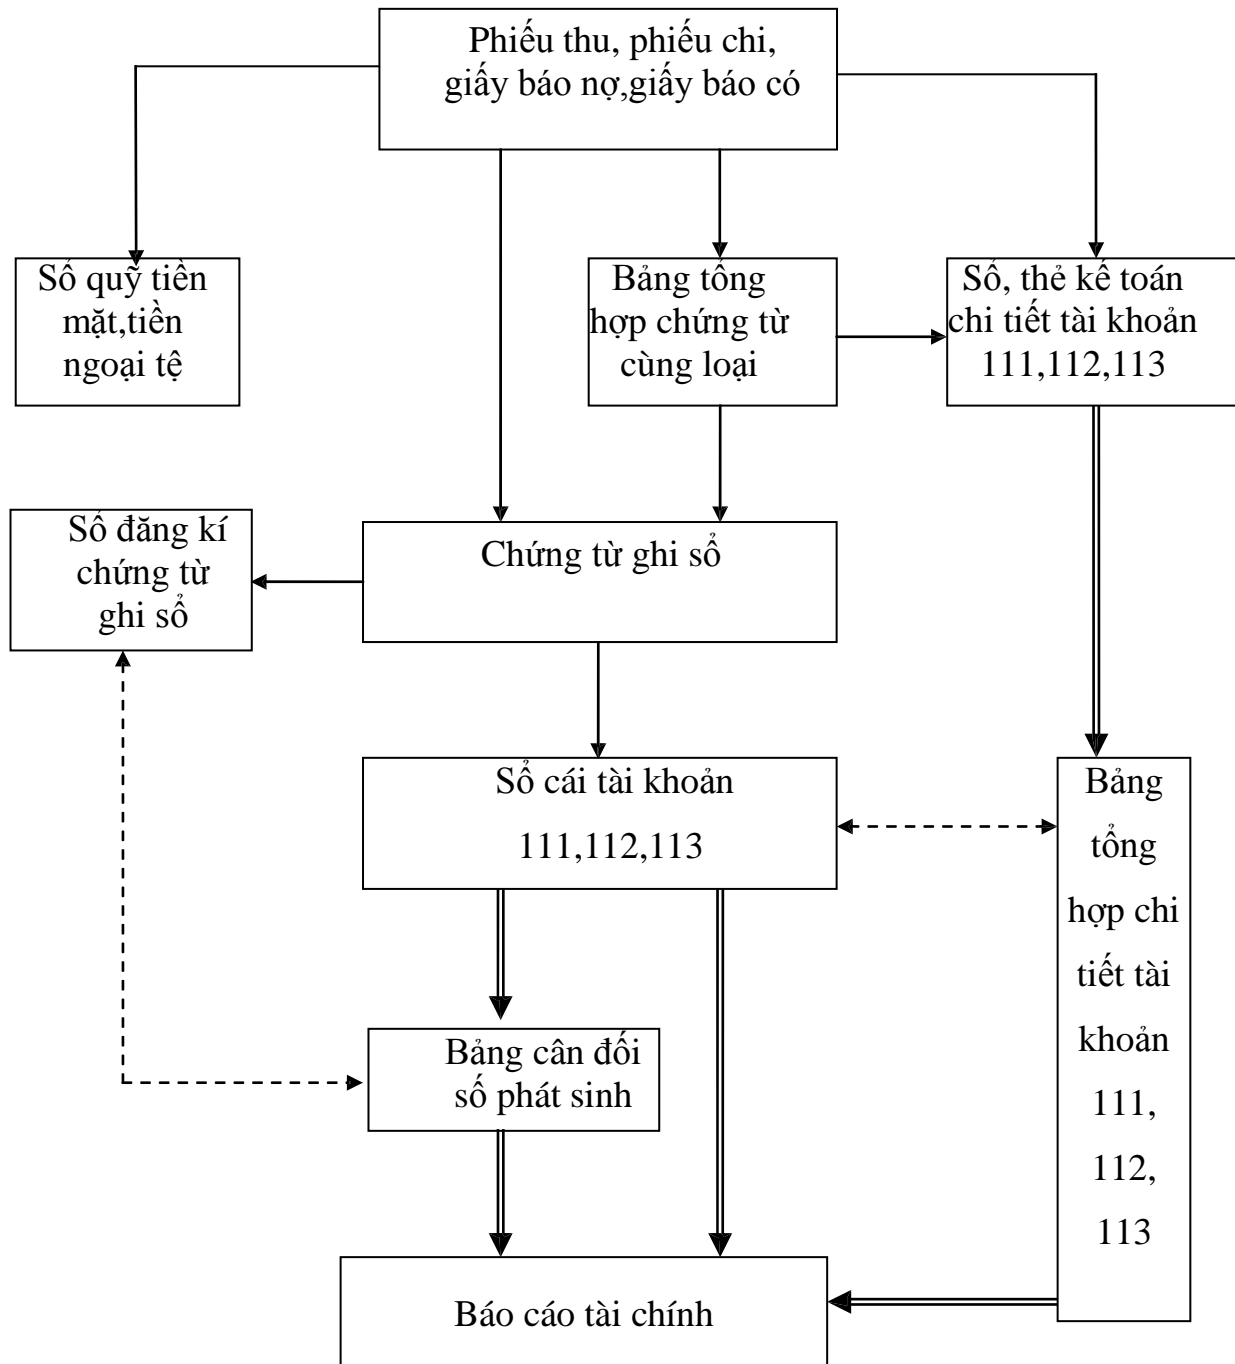 Phiếu thu, phiếu chi,
giấy báo nợ,giấy báo có
Sổ quỹ tiền
mặt,tiền
ngoại tệ
Bảng tổng
hợp chứng từ
cùng loại
Sổ, thẻ kế toán
chi tiết tài khoản
111,112,113
Sổ đăng kí
chứng từ
ghi sổ
Chứng từ ghi sổ
Sổ cái tài khoản
111,112,113
Bảng
tổng
hợp chi
tiết tài
khoản
111,
112,
113
Bảng cân đối
số phát sinh
Báo cáo tài chính